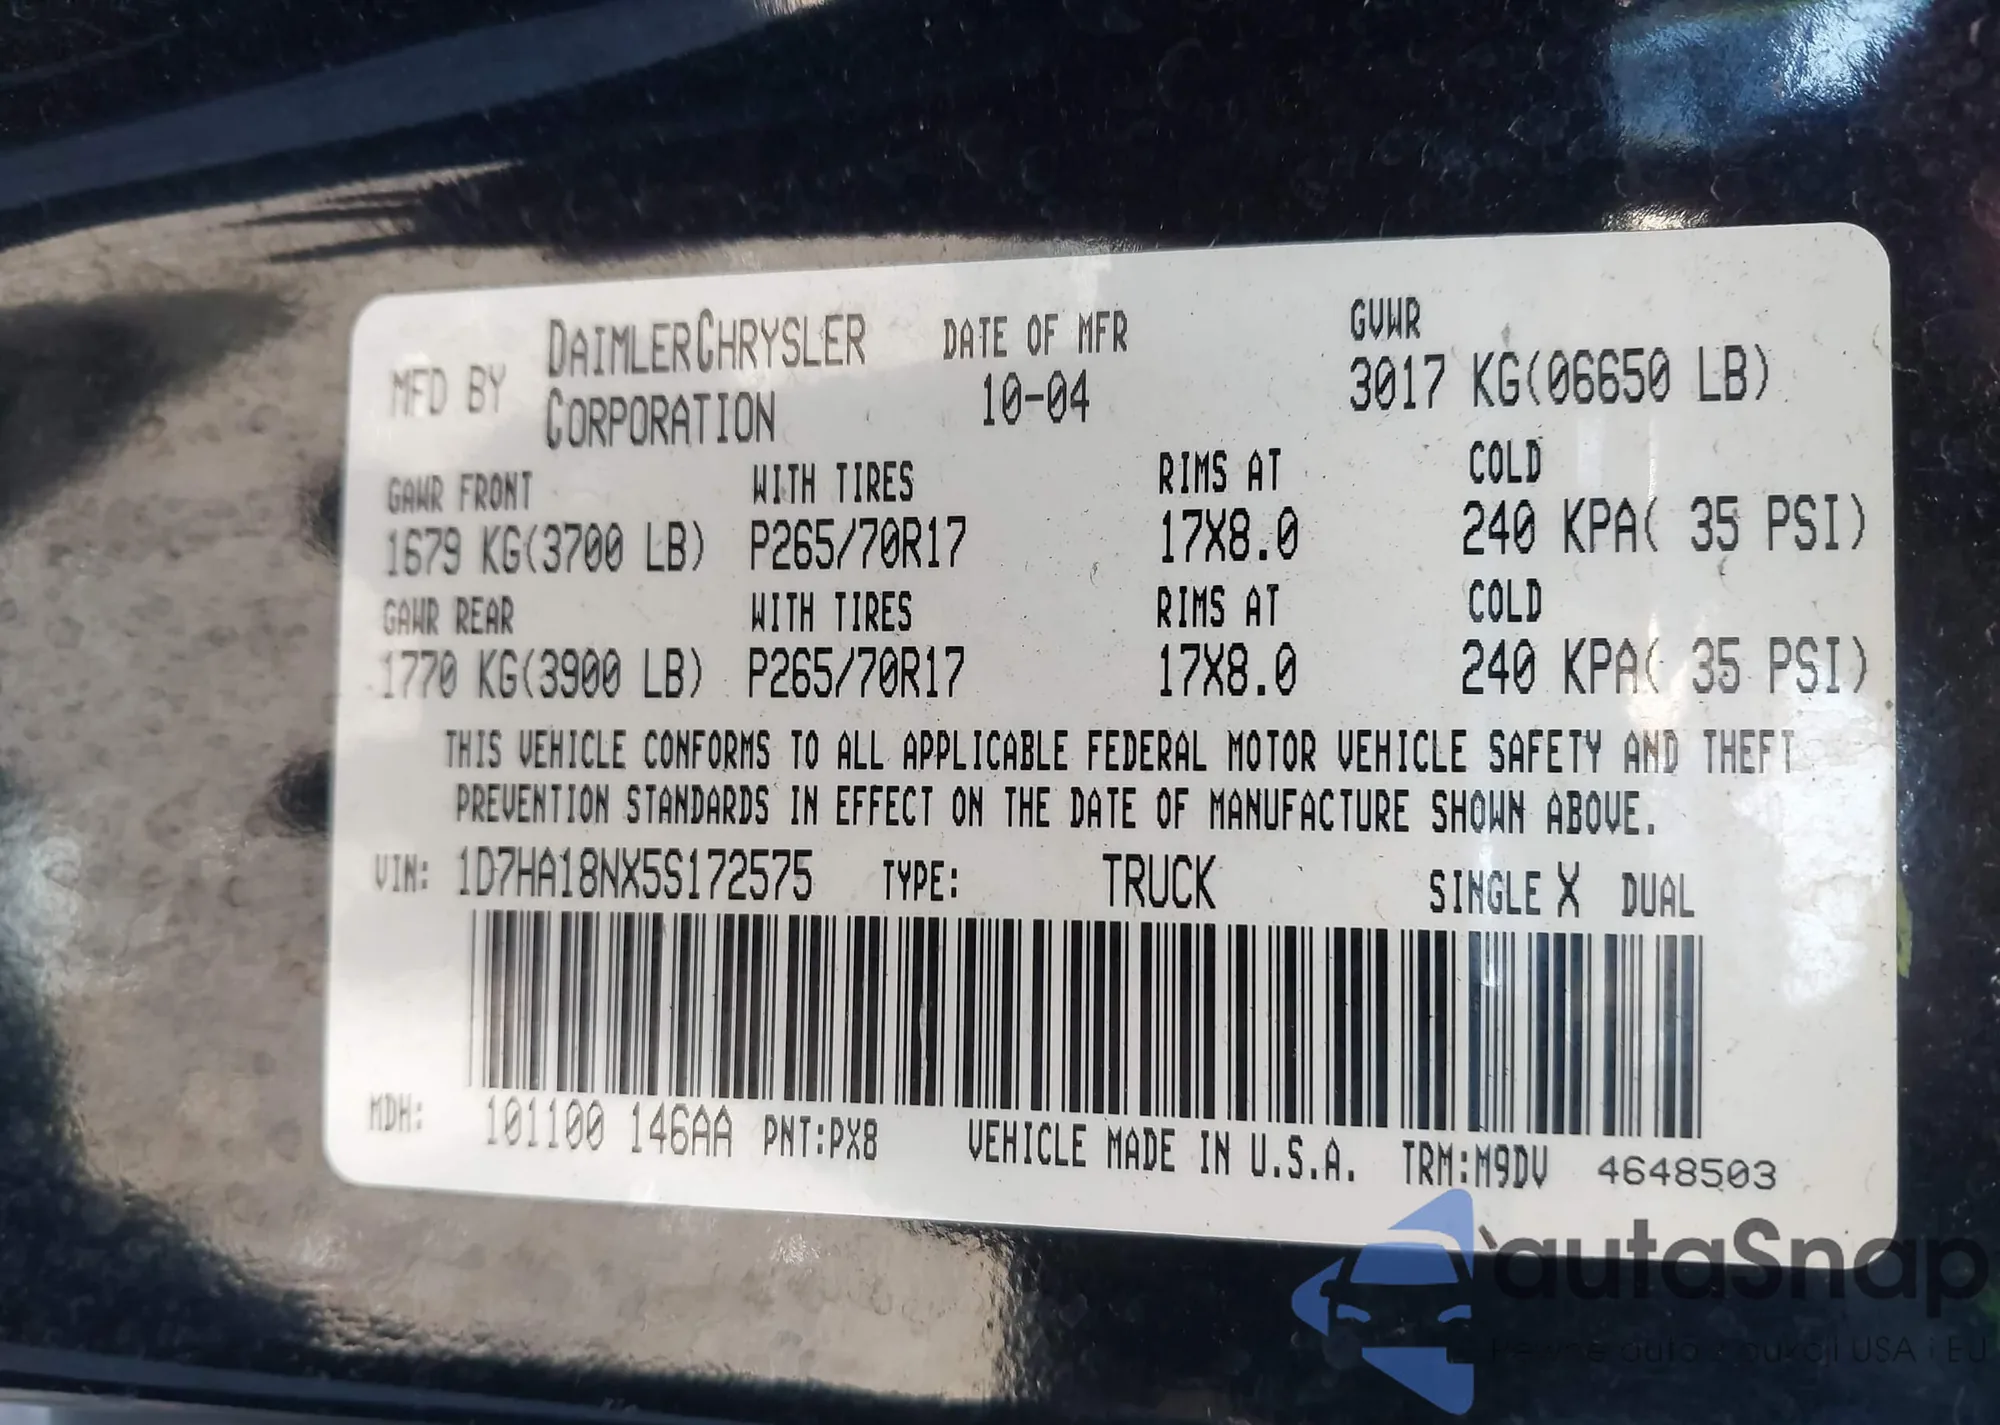 MFD BY DAIMLERCHRYSLER CORPORATION DATE OF MFR 10-04 GVWR 3017 KG(06650 LB)
GAWR FRONT WITH TIRES RIMS AT COLD
1679 KG(3700 LB) P265/70R17 17X8.0 240 KPA( 35 PSI)
GAWR REAR WITH TIRES RIMS AT COLD
1770 KG(3900 LB) P265/70R17 17X8.0 240 KPA( 35 PSI)
THIS VEHICLE CONFORMS TO ALL APPLICABLE FEDERAL MOTOR VEHICLE SAFETY AND THEFT
PREVENTION STANDARDS IN EFFECT ON THE DATE OF MANUFACTURE SHOWN ABOVE.
VIN: 1D7HA18NX5S172575 TYPE: TRUCK SINGLE X DUAL
MDH: 101100 146AA PNT:PX8 VEHICLE MADE IN U.S.A. TRM:M9DV 4648503
autaSnap
auta aukcji USA i EU